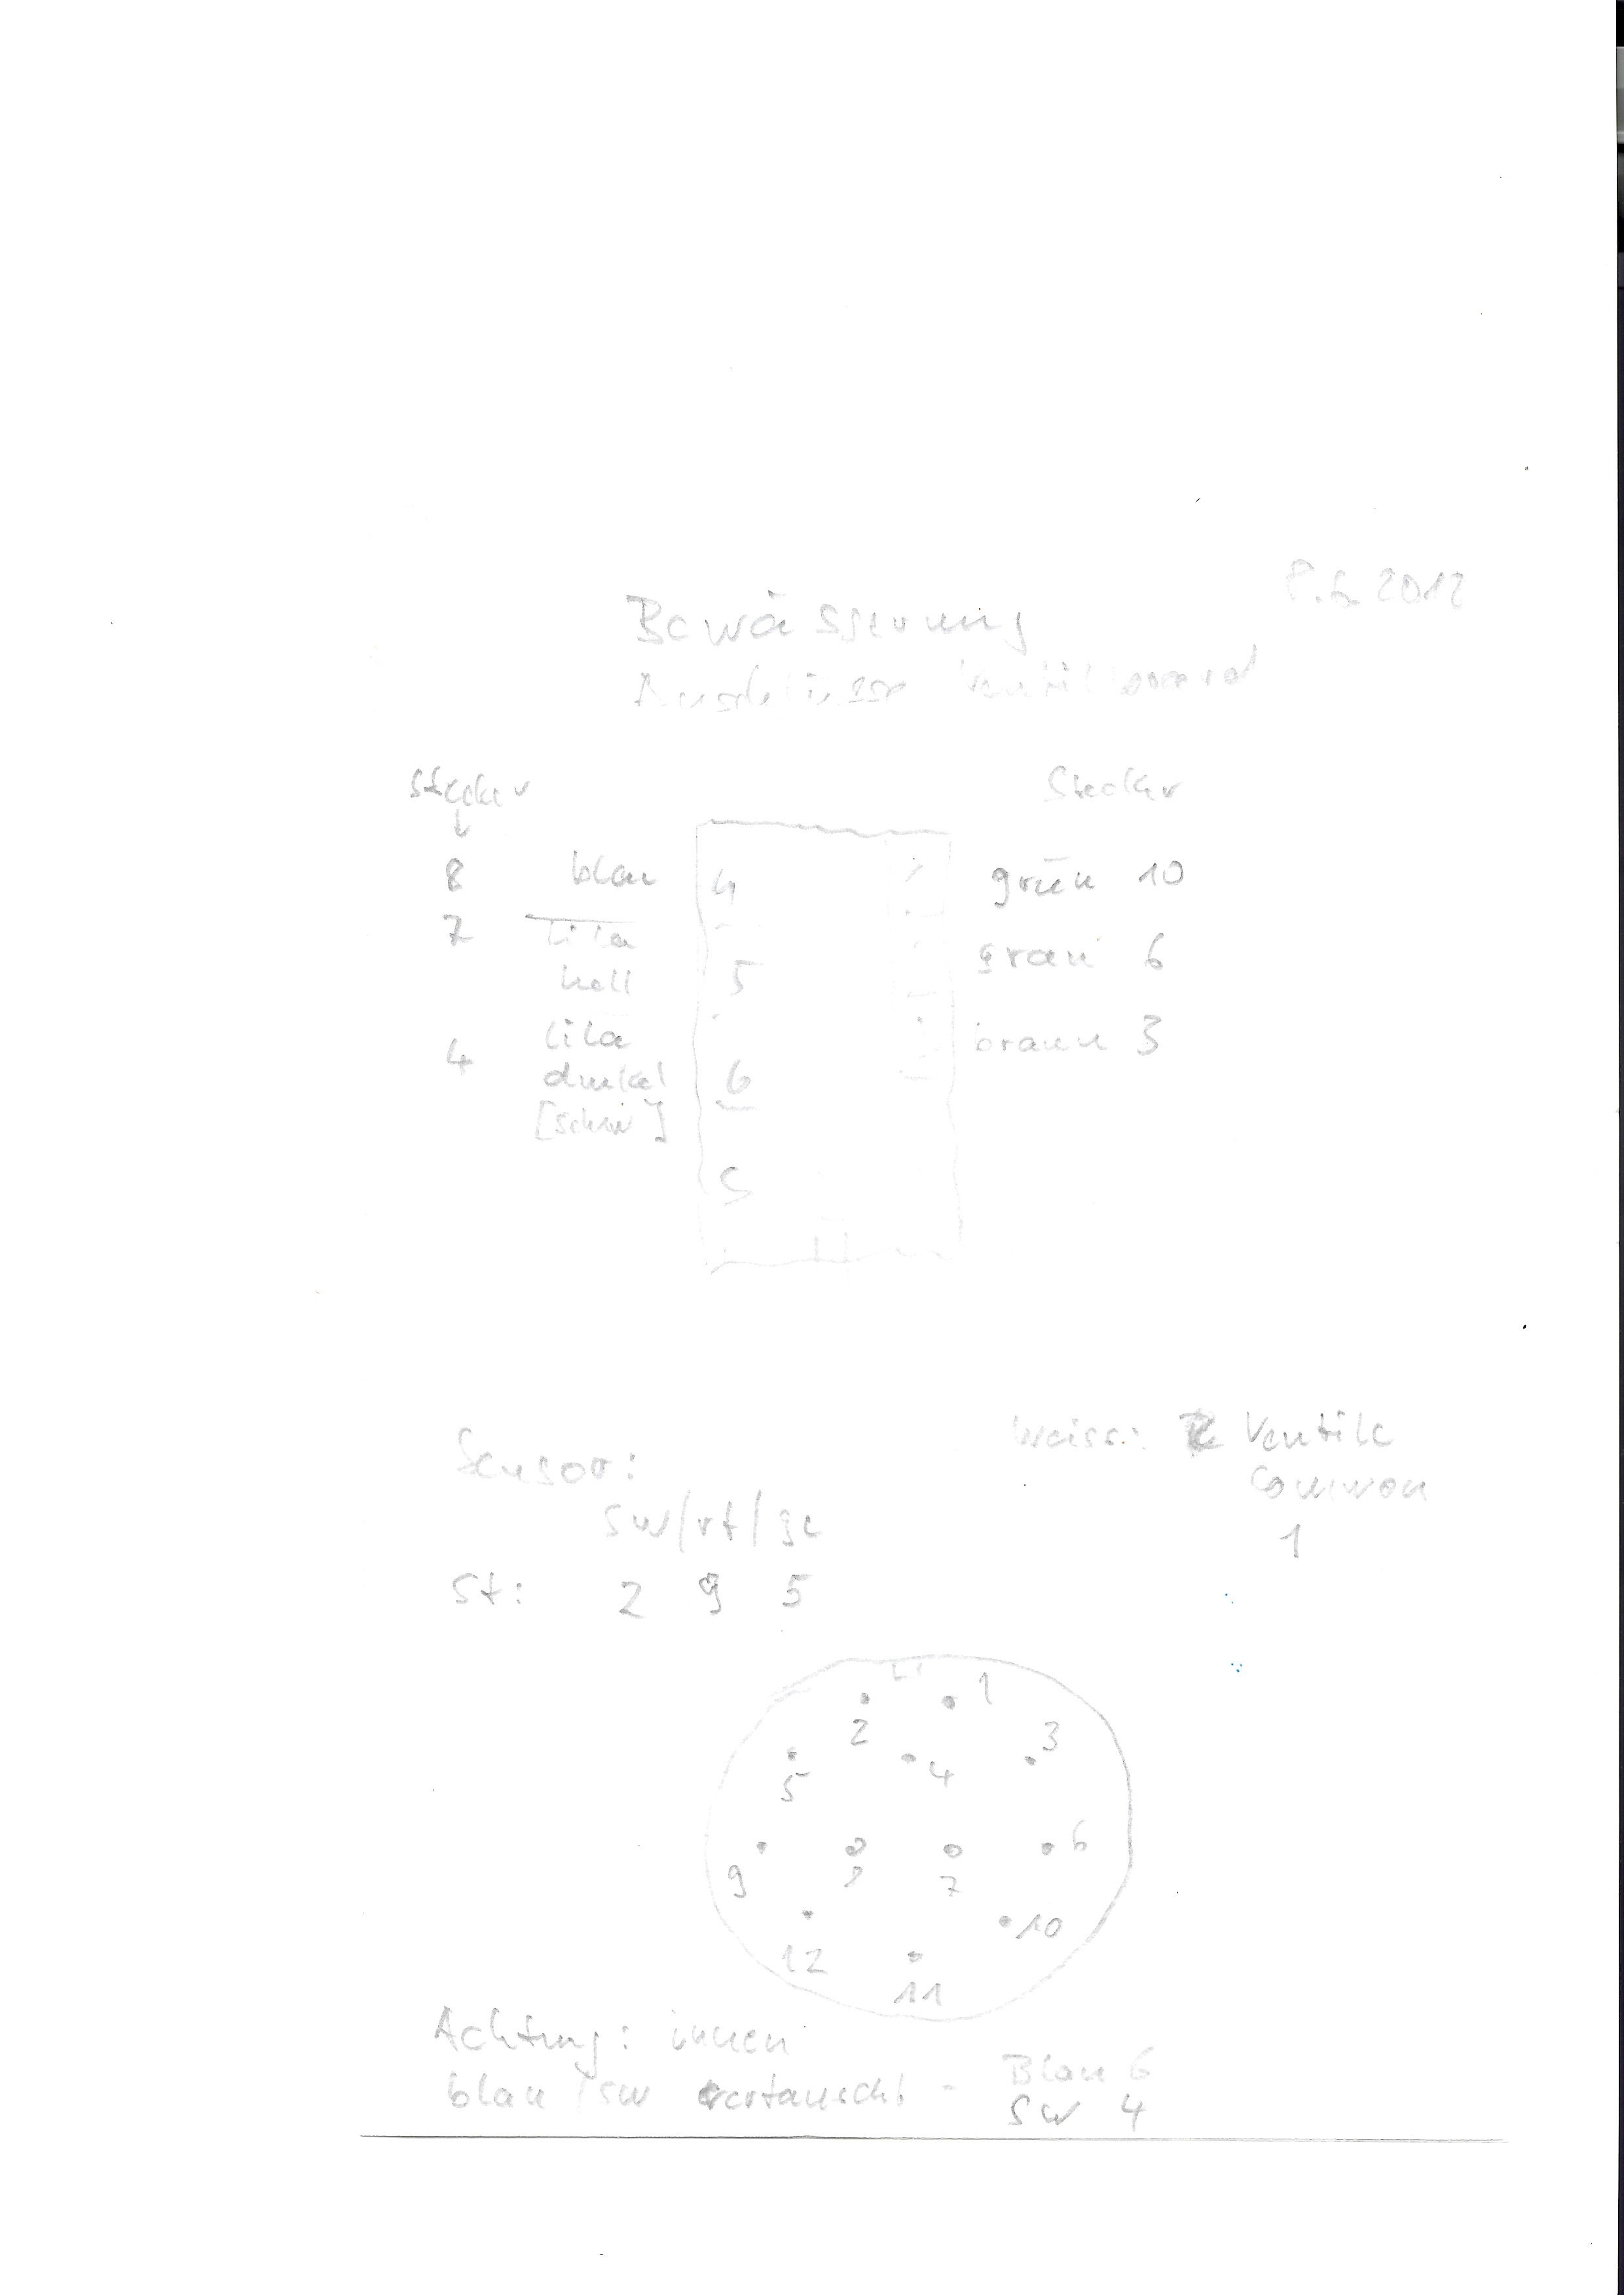 2012
Bewässerung
Anschlüsse Ventilboard
Stecker Stecker
8 blau 4 grün 10
7 lila
hell 5 grau 6
lila braun 3
4 dunkel 6
[schw]
S
Weiss: Ventile
Common
1
Sensor:
sw/rt/ge
St: 2 9 5
1
2 3
4
5
6
9 8 7
10
12
11
Achtung: innen
blau/sw vertauscht - Blau 6
SW 4